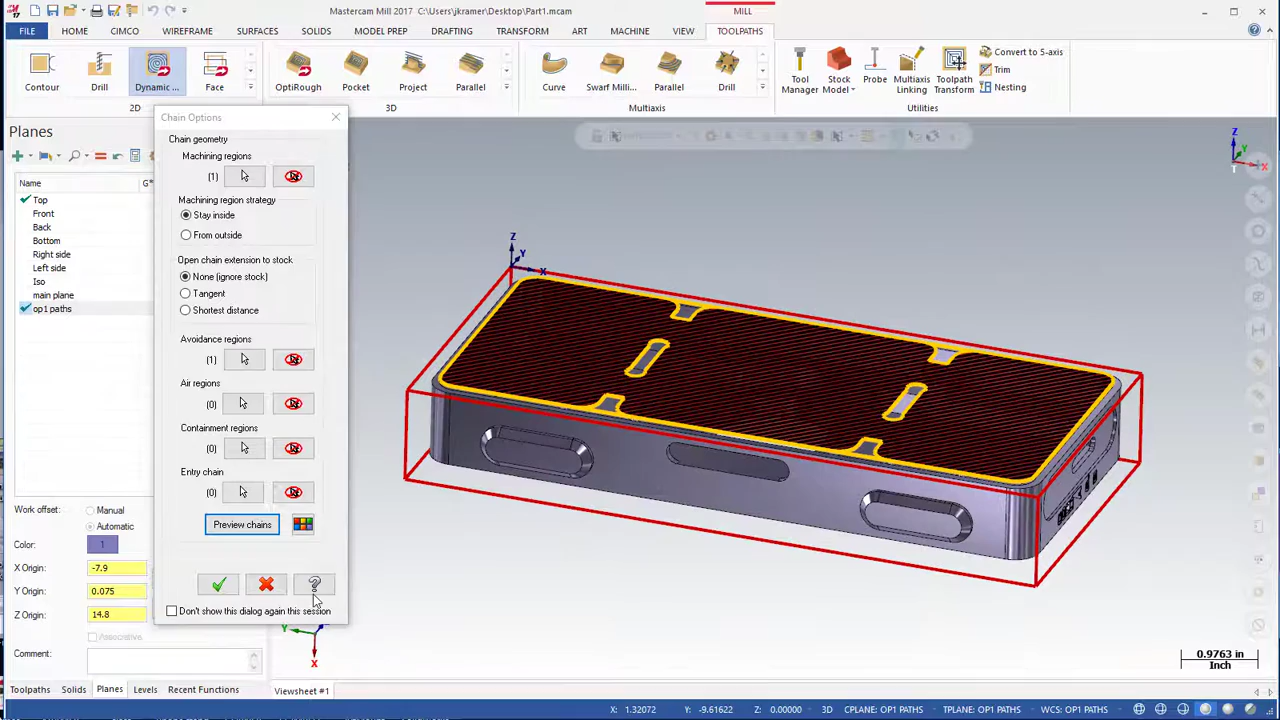 Mastercam Mill 2017 C:\Users\jkramer\Desktop\Part1.mcam
MILL
FILE HOME CIMCO WIREFRAME SURFACES SOLIDS MODEL PREP DRAFTING TRANSFORM ART MACHINE VIEW TOOLPATHS
Contour Drill Dynamic ... Face OptiRough Pocket Project Parallel Curve Swarf Milli... Parallel Drill
Tool Manager
Stock Model
Probe
Multiaxis Linking
Toolpath Transform
Convert to 5-axis
Trim
Nesting
2D 3D Multiaxis Utilities
Planes
Name
Top
Front
Back
Bottom
Right side
Left side
Iso
main plane
op1 paths
Work offset: Manual
Automatic
Color: 1
X Origin: -7.9
Y Origin: 0.075
Z Origin: 14.8
Associative
Comment:
Toolpaths Solids Planes Levels Recent Functions
Chain Options
Chain geometry
Machining regions
(1)
Machining region strategy
Stay inside
From outside
Open chain extension to stock
None (ignore stock)
Tangent
Shortest distance
Avoidance regions
(1)
Air regions
(0)
Containment regions
(0)
Entry chain
(0)
Preview chains
Don't show this dialog again this session
Z
Y
X
Z
Y
X
T
Y
X
Viewsheet #1
0.9763 in
Inch
X: 1.32072 Y: -9.61622 Z: 0.00000 3D CPLANE: OP1 PATHS TPLANE: OP1 PATHS WCS: OP1 PATHS